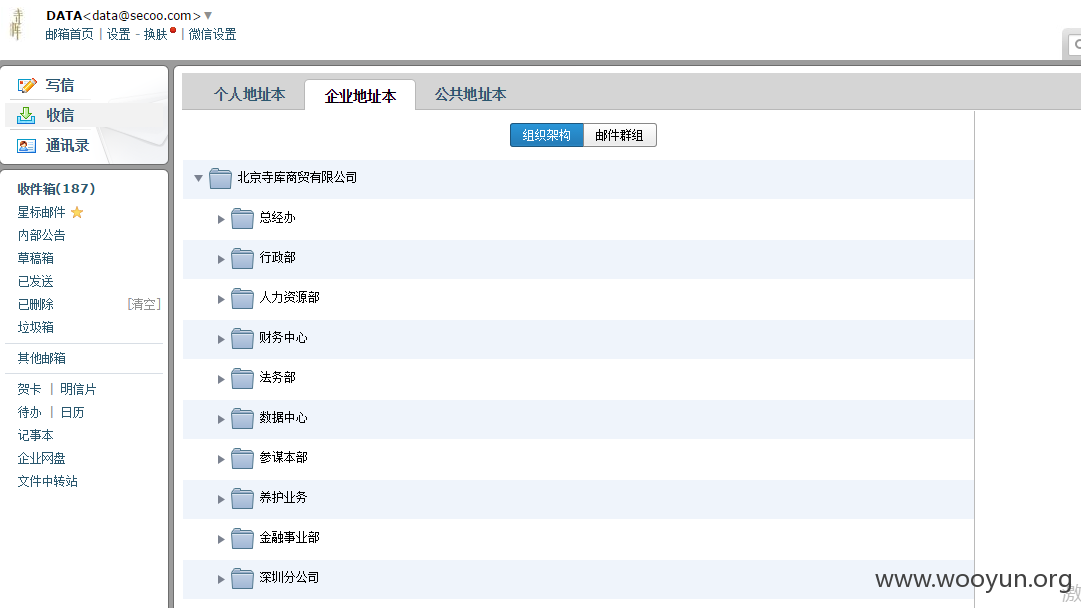 DATA<data@secoo.com>
邮箱首页 | 设置 - 换肤 | 微信设置
写信
收信
通讯录
收件箱(187)
星标邮件
内部公告
草稿箱
已发送
已删除 [清空]
垃圾箱
其他邮箱
贺卡 | 明信片
待办 | 日历
记事本
企业网盘
文件中转站
个人地址本 企业地址本 公共地址本
组织架构 邮件群组
北京寺库商贸有限公司
总经办
行政部
人力资源部
财务中心
法务部
数据中心
参谋本部
养护业务
金融事业部
深圳分公司
www.wooyun.org